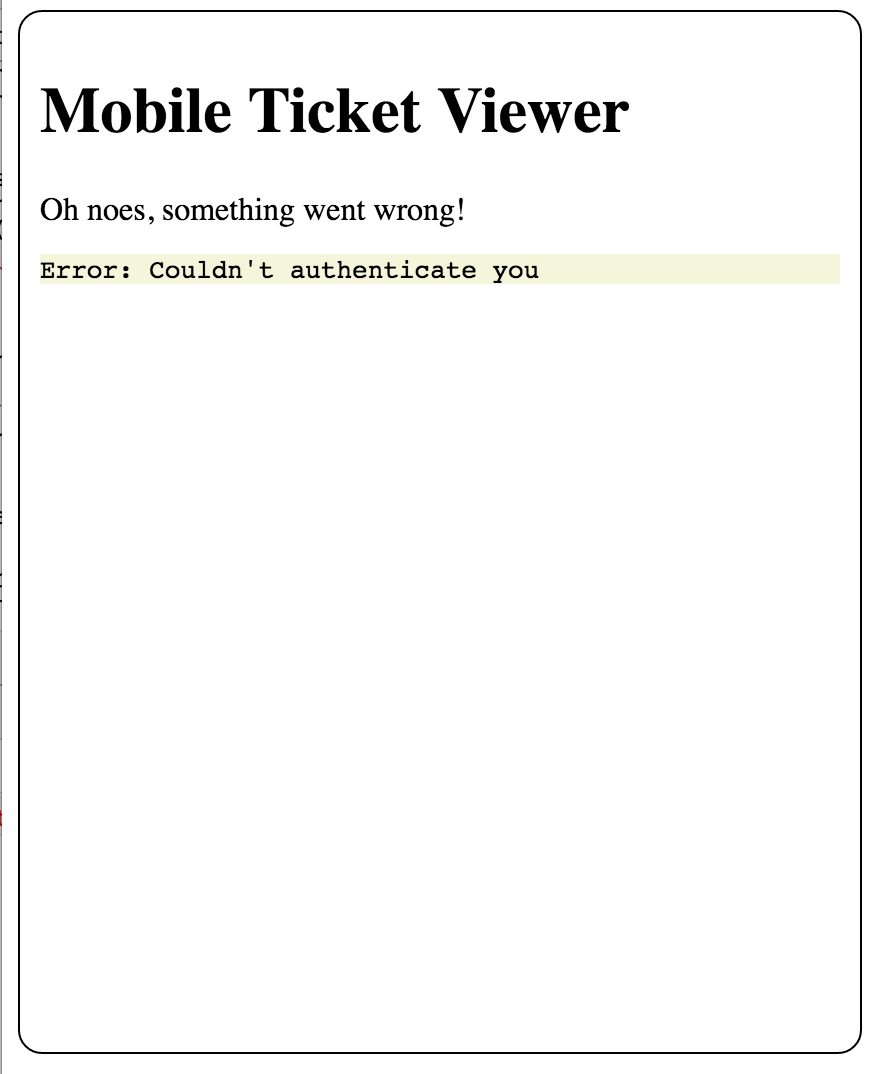 Mobile Ticket Viewer
Oh noes, something went wrong!
Error: Couldn't authenticate you